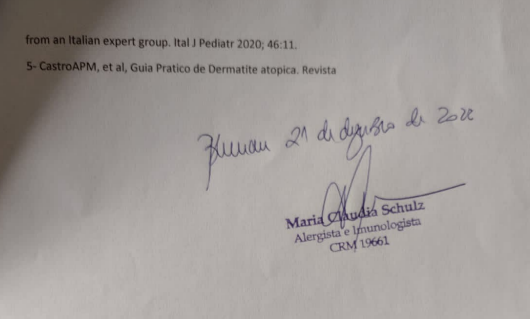 from an Italian expert group. Ital J Pediatr 2020; 46:11.
5- CastroAPM, et al, Guia Pratico de Dermatite atopica. Revista
21 de dezembro de 2022
Maria Claudia Schulz
Alergista e Imunologista
CRM 19661